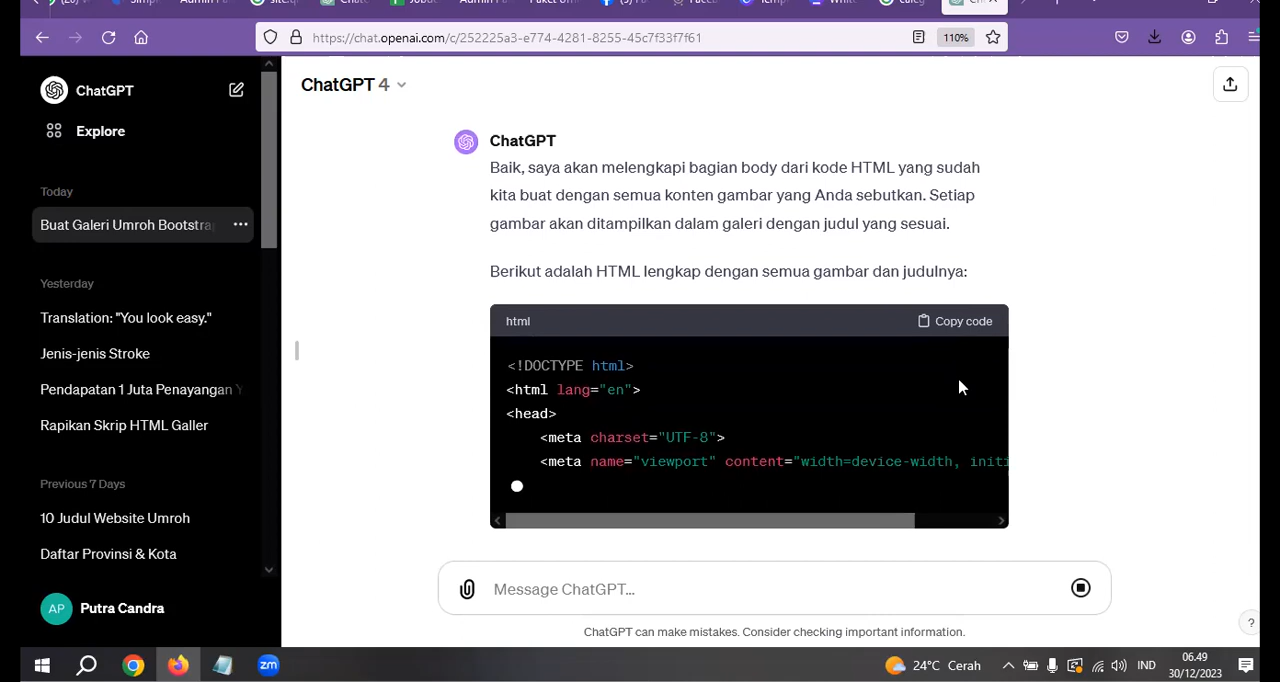 https://chat.openai.com/c/252225a3-e774-4281-8255-45c7f33f7f61
110%
ChatGPT
Explore
Today
Buat Galeri Umroh Bootstra
Yesterday
Translation: "You look easy."
Jenis-jenis Stroke
Pendapatan 1 Juta Penayangan Y
Rapikan Skrip HTML Galler
Previous 7 Days
10 Judul Website Umroh
Daftar Provinsi & Kota
AP
Putra Candra
ChatGPT 4
ChatGPT
Baik, saya akan melengkapi bagian body dari kode HTML yang sudah
kita buat dengan semua konten gambar yang Anda sebutkan. Setiap
gambar akan ditampilkan dalam galeri dengan judul yang sesuai.
Berikut adalah HTML lengkap dengan semua gambar dan judulnya:
html
Copy code
<!DOCTYPE html>
<html lang="en">
<head>
<meta charset="UTF-8">
<meta name="viewport" content="width=device-width, initi
Message ChatGPT...
ChatGPT can make mistakes. Consider checking important information.
?
zm
24°C Cerah
IND
06.49
30/12/2023